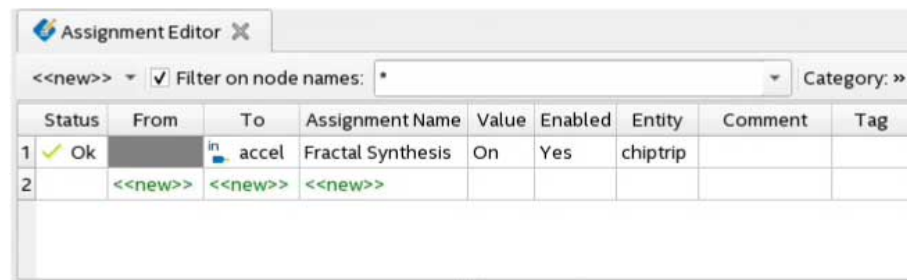 Assignment Editor
<<new>> Filter on node names: * Category: »
Status From To Assignment Name Value Enabled Entity Comment Tag
1 Ok in accel Fractal Synthesis On Yes chiptrip
2 <<new>> <<new>> <<new>>